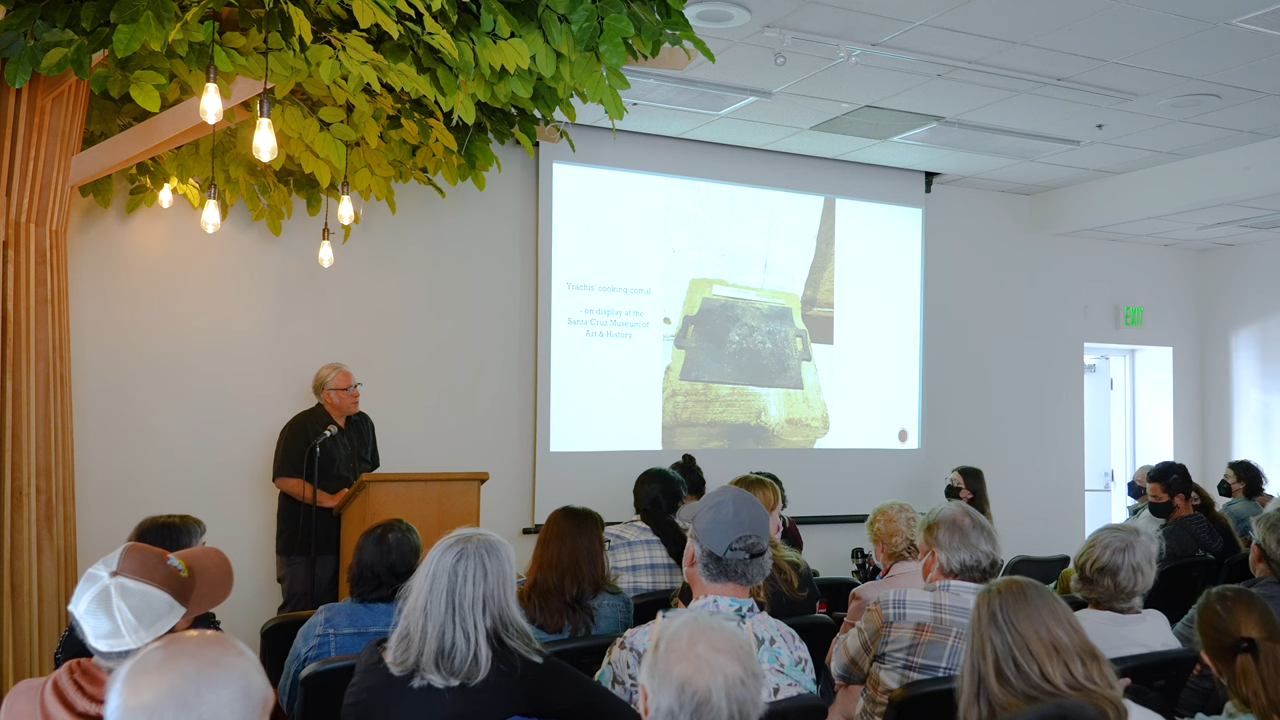 Yrachis' cooking comal
- on display at the
Santa Cruz Museum of
Art & History
EXIT